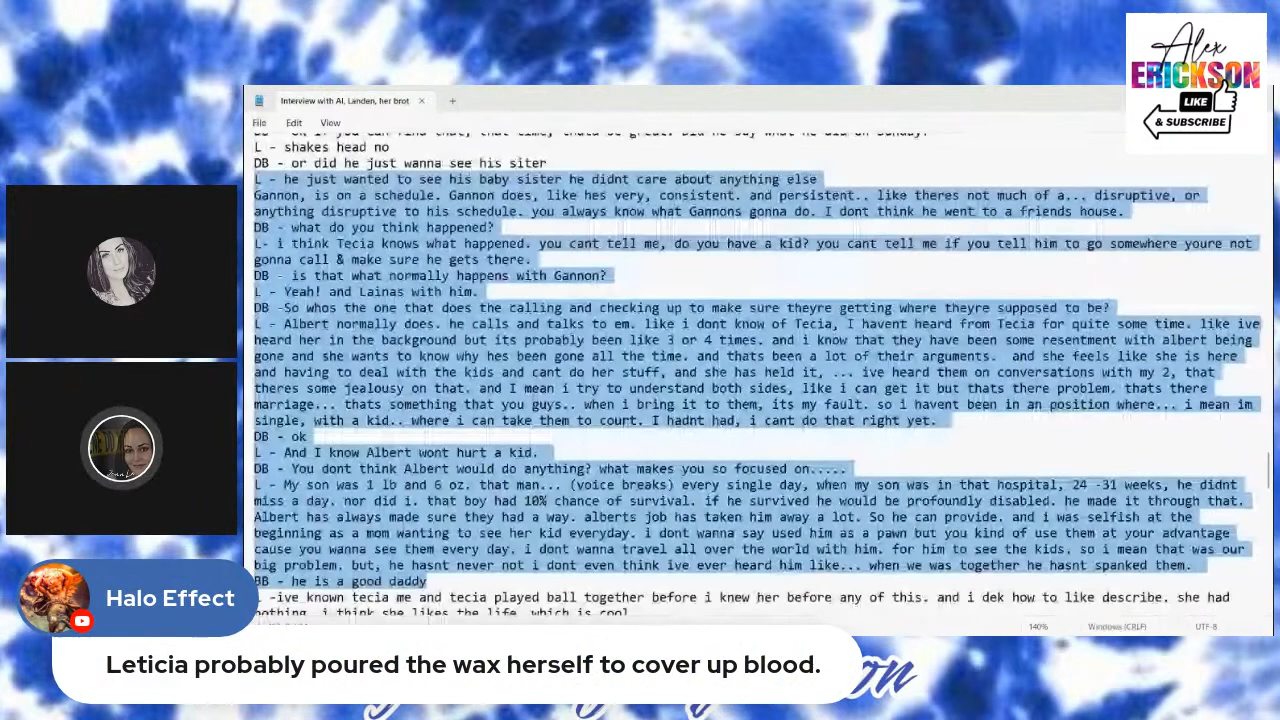 Alex
ERICKSON
LIKE
& SUBSCRIBE
Interview with Al, Landen, her brot
File Edit View
L - shakes head no
DB - or did he just wanna see his siter
L - he just wanted to see his baby sister he didnt care about anything else
Gannon, is on a schedule. Gannon does, like hes very, consistent. and persistent.. like theres not much of a... disruptive, or
anything disruptive to his schedule. you always know what Gannons gonna do. I dont think he went to a friends house.
DB - what do you think happened?
L- i think Tecia knows what happened. you cant tell me, do you have a kid? you cant tell me if you tell him to go somewhere youre not
gonna call & make sure he gets there.
DB - is that what normally happens with Gannon?
L - Yeah! and Lainas with him.
DB -So whos the one that does the calling and checking up to make sure theyre getting where theyre supposed to be?
L - Albert normally does. he calls and talks to em. like i dont know of Tecia, I havent heard from Tecia for quite some time. like ive
heard her in the background but its probably been like 3 or 4 times. and i know that they have been some resentment with albert being
gone and she wants to know why hes been gone all the time. and thats been a lot of their arguments.  and she feels like she is here
and having to deal with the kids and cant do her stuff, and she has held it, ... ive heard them on conversations with my 2, that
theres some jealousy on that. and I mean i try to understand both sides, like i can get it but thats there problem. thats there
marriage... thats something that you guys.. when i bring it to them, its my fault. so i havent been in an position where... i mean im
single, with a kid.. where i can take them to court. I hadnt had, i cant do that right yet.
DB - ok
L - And I know Albert wont hurt a kid.
DB - You dont think Albert would do anything? what makes you so focused on.....
L - My son was 1 lb and 6 oz. that man... (voice breaks) every single day, when my son was in that hospital, 24 -31 weeks, he didnt
miss a day. nor did i. that boy had 10% chance of survival. if he survived he would be profoundly disabled. he made it through that.
Albert has always made sure they had a way. alberts job has taken him away a lot. So he can provide. and i was selfish at the
beginning as a mom wanting to see her kid everyday. i dont wanna say used him as a pawn but you kind of use them at your advantage
cause you wanna see them every day. i dont wanna travel all over the world with him. for him to see the kids. so i mean that was our
big problem. but, he hasnt never not i dont even think ive ever heard him like... when we was together he hasnt spanked them.
BB - he is a good daddy
L -ive known tecia me and tecia played ball together before i knew her before any of this. and i dek how to like describe. she had
nothing. i think she likes the life. which is cool
140% Windows (CRLF) UTF-8
Halo Effect
Leticia probably poured the wax herself to cover up blood.